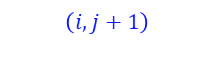 (i, j + 1)